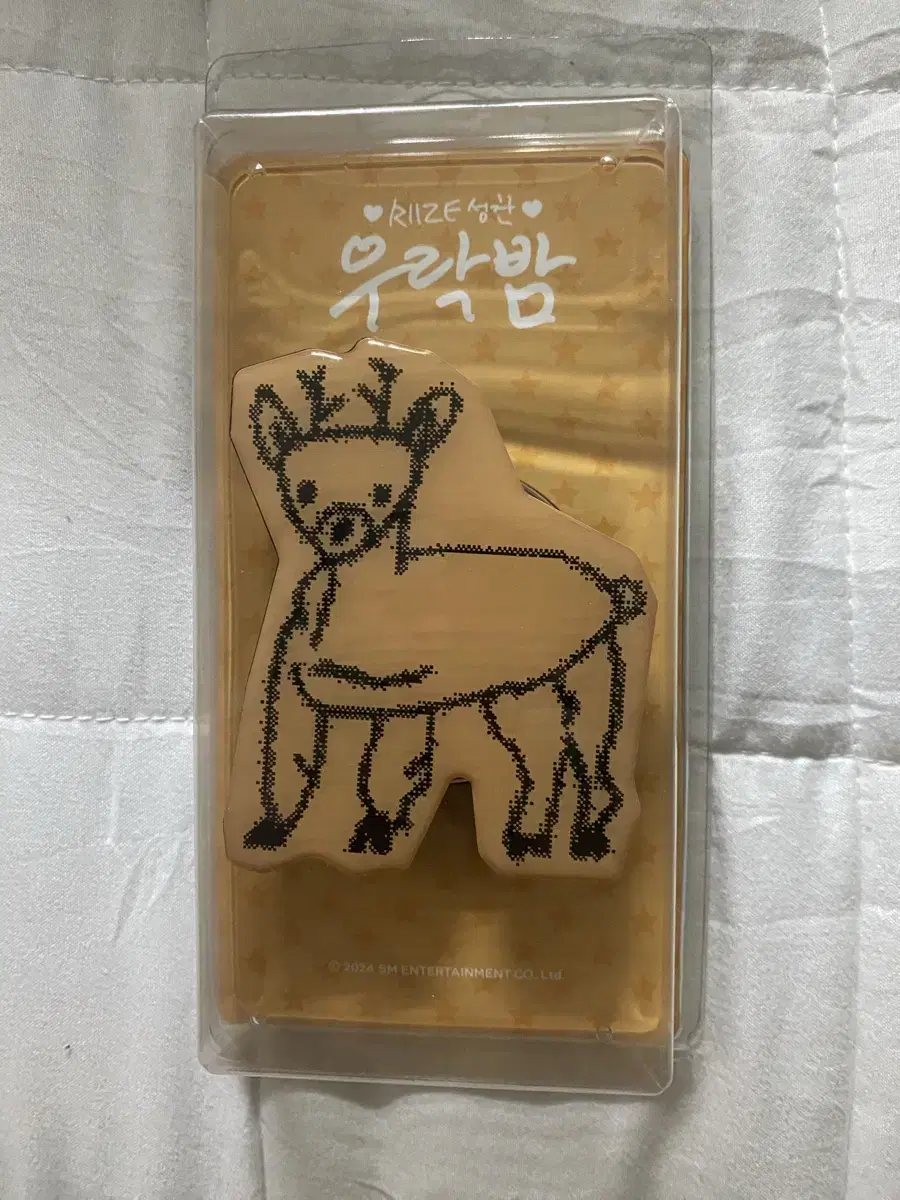 ♥ RIIZE 성찬 ♥
우락밤
© 2024 SM ENTERTAINMENT CO., Ltd